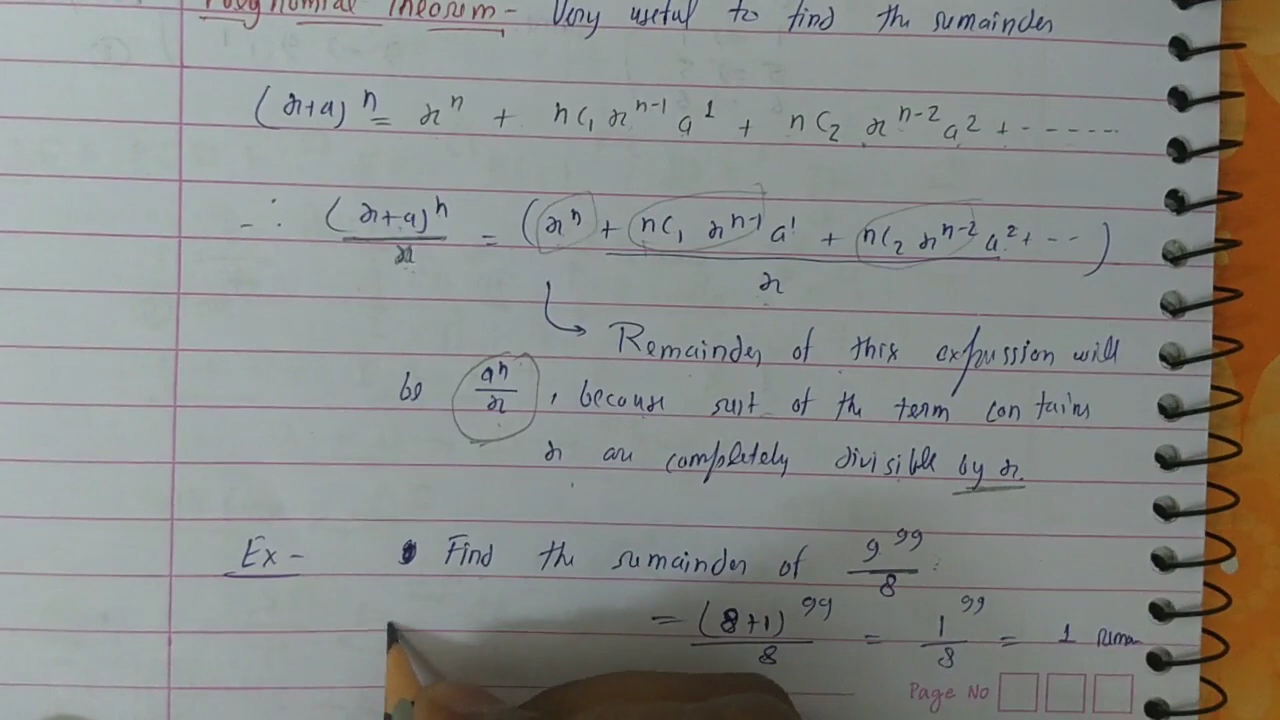 Polynomial Theorem - Very useful to find the remainder
(x+a)^n = x^n + nC₁ x^n-1 a^1 + nC₂ x^n-2 a^2 + ------
∴ (x+a)^n / x = (x^n + nC₁ x^n-1 a^1 + nC₂ x^n-2 a^2 + -- ) / x
Remainder of this expression will
be a^n / x , because rest of the term contains
x are completely divisible by x.
Ex - Find the remainder of 9^99 / 8 .
= (8+1)^99 / 8 = 1^99 / 8 = 1 rem
Page No